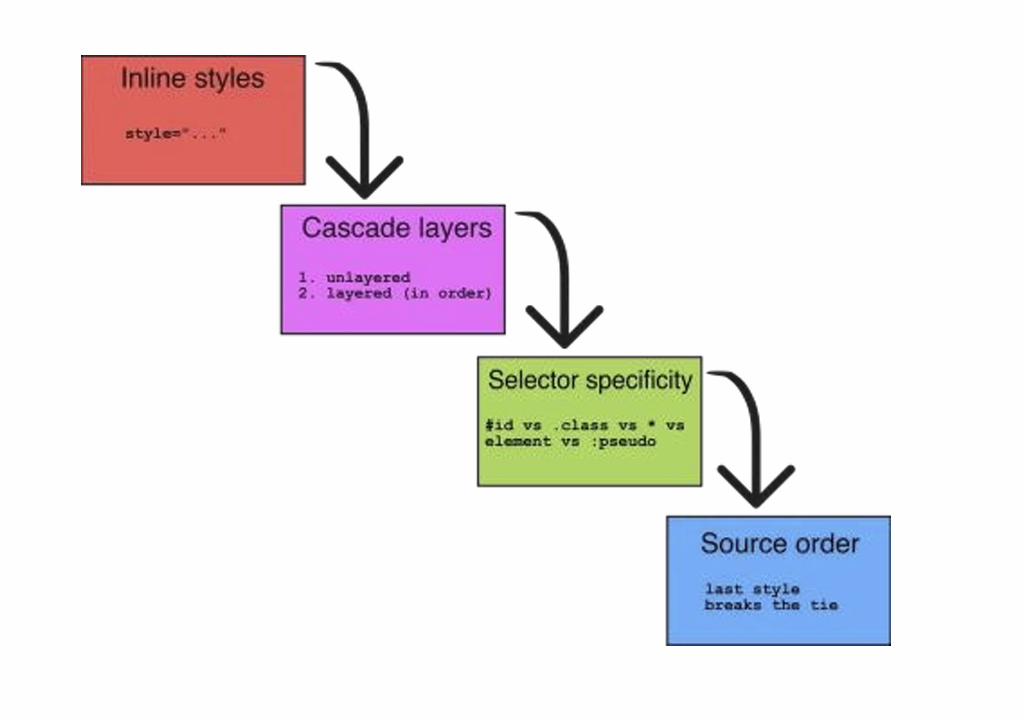 Inline styles
style="..."
Cascade layers
1. unlayered
2. layered (in order)
Selector specificity
#id vs .class vs * vs
element vs :pseudo
Source order
last style
breaks the tie